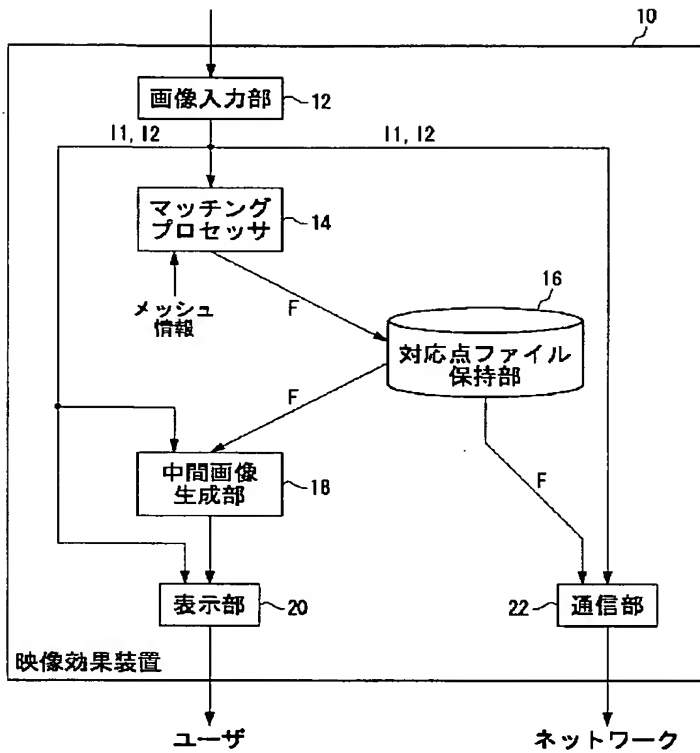 10
画像入力部
12
I1, I2
I1, I2
マッチング
プロセッサ
14
メッシュ
情報
F
16
対応点ファイル
保持部
F
中間画像
生成部
18
F
表示部
20
22
通信部
映像効果装置
ユーザ
ネットワーク